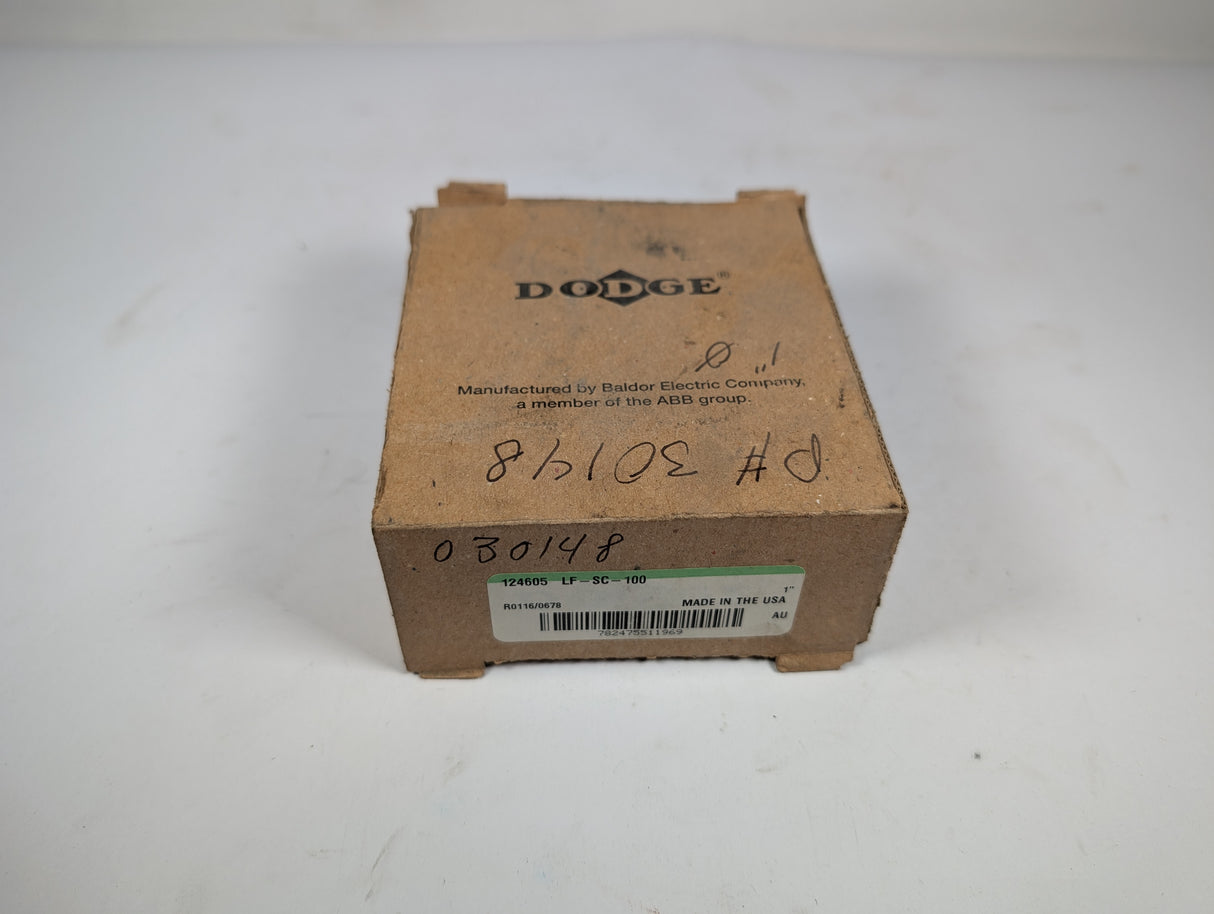 DODGE®
1" Ø
Manufactured by Baldor Electric Company,
a member of the ABB group.
P# 30148
030148
124605 LF-SC-100
1"
R0116/0678 MADE IN THE USA
AU
782475511969